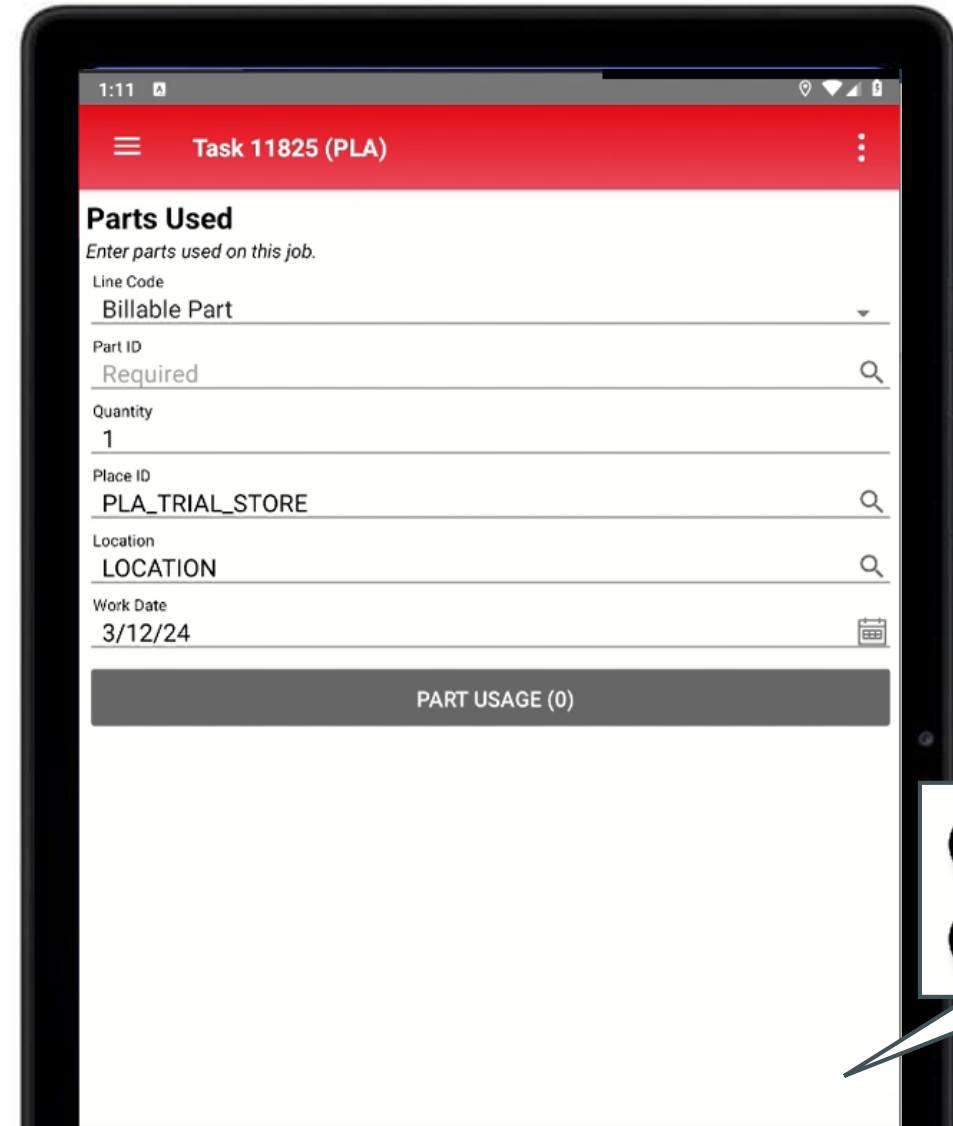 1:11
Task 11825 (PLA)
Parts Used
Enter parts used on this job.
Line Code
Billable Part
Part ID
Required
Quantity
1
Place ID
PLA_TRIAL_STORE
Location
LOCATION
Work Date
3/12/24
PART USAGE (0)